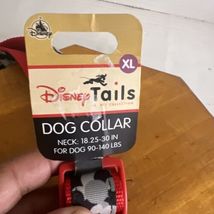 Disney
XL
Disney Tails
DOG COLLAR
NECK: 18.25-30 IN
FOR DOG 90-140 LBS